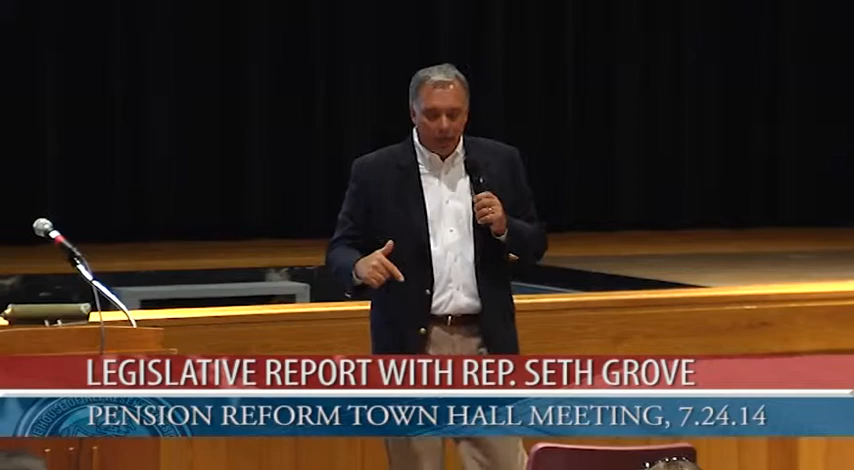 LEGISLATIVE REPORT WITH REP. SETH GROVE
PENSION REFORM TOWN HALL MEETING, 7.24.14